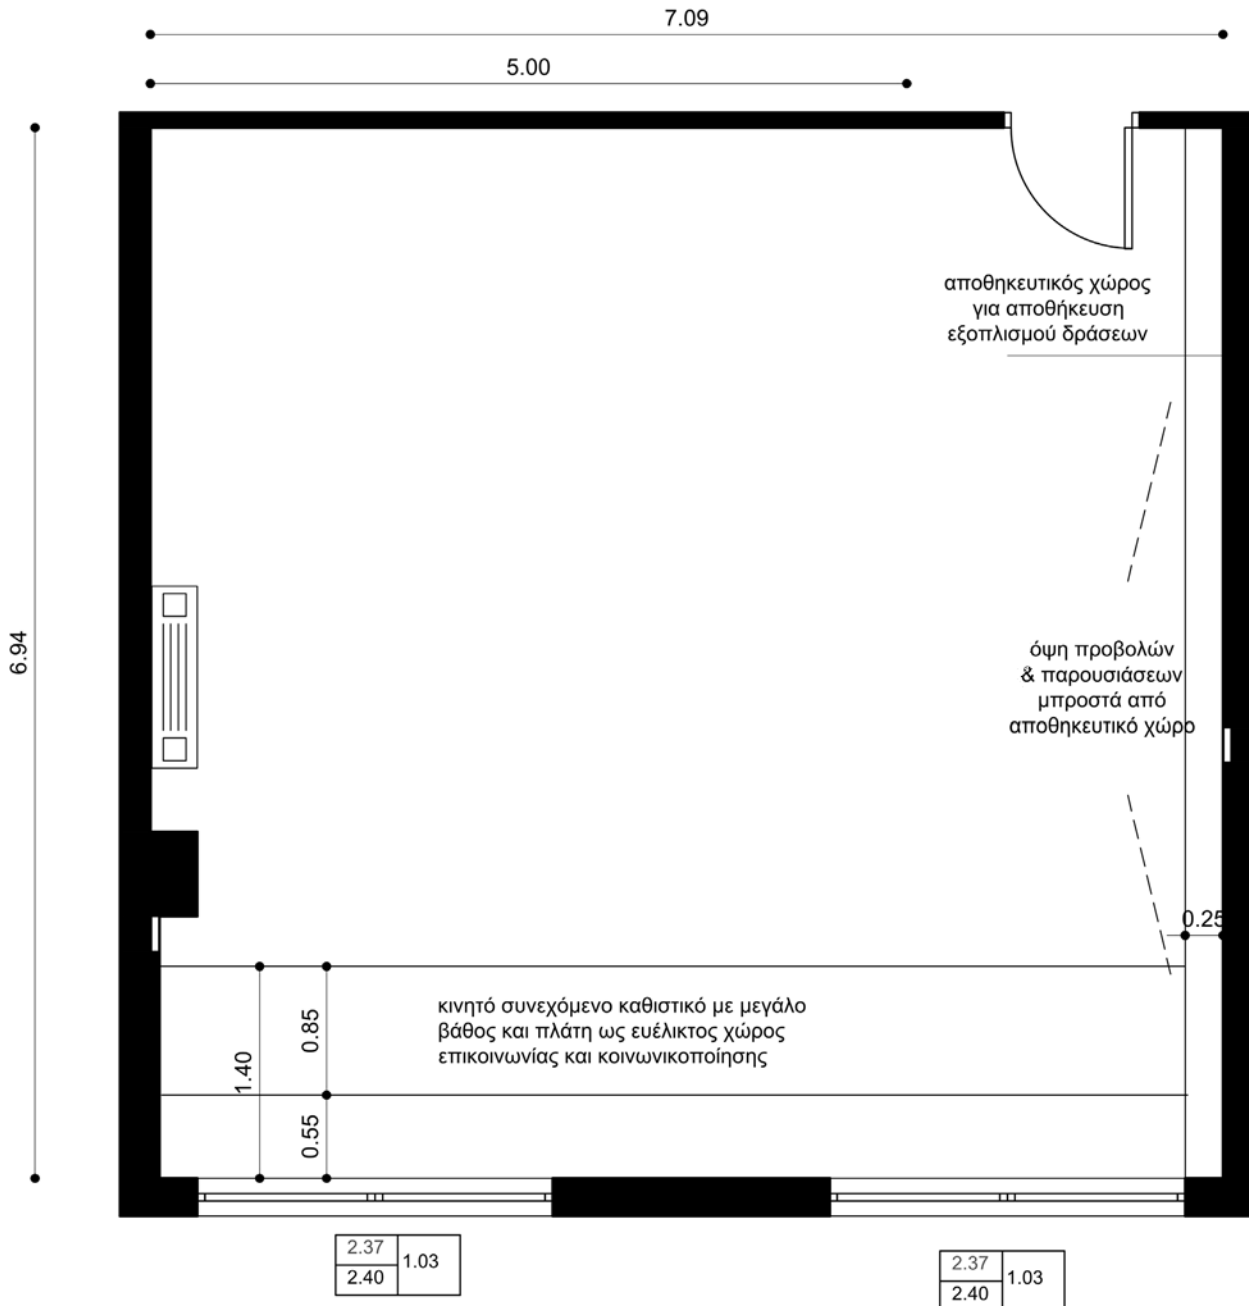 7.09
5.00
αποθηκευτικός χώρος
για αποθήκευση
εξοπλισμού δράσεων
6.94
όψη προβολών
& παρουσιάσεων
μπροστά από
αποθηκευτικό χώρο
0.25
κινητό συνεχόμενο καθιστικό με μεγάλο
βάθος και πλάτη ως ευέλικτος χώρος
επικοινωνίας και κοινωνικοποίησης
0.85
1.40
0.55
2.37
1.03
2.40
2.37
1.03
2.40